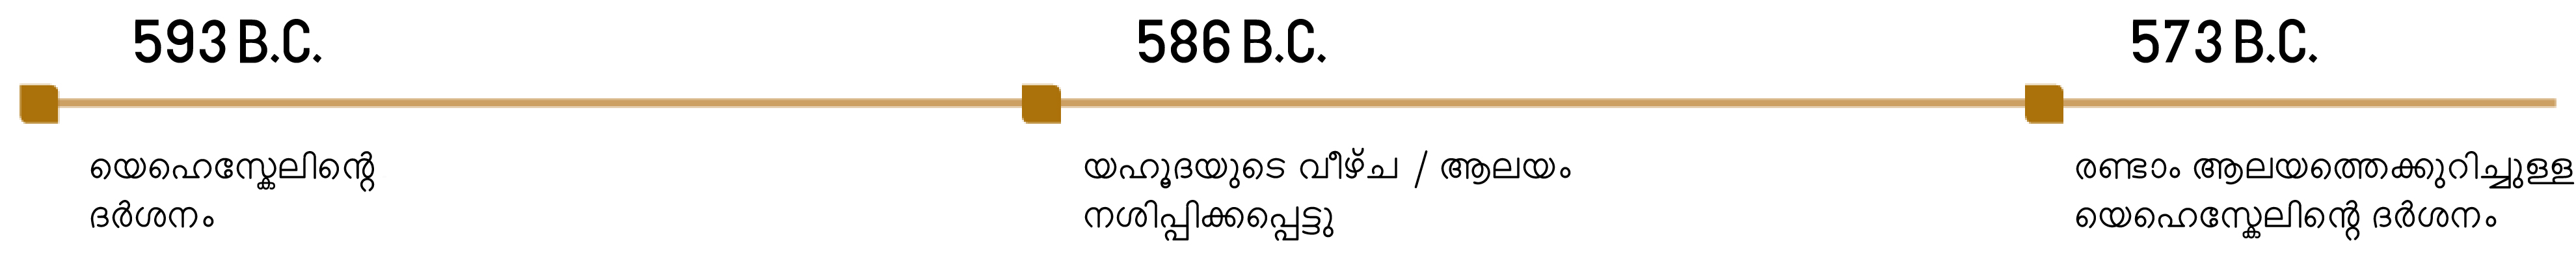 593 B.C.
586 B.C.
573 B.C.
യെഹെസ്കേലിന്റെ
ദർശനം
യഹൂദയുടെ വീഴ്ച / ആലയം
നശിപ്പിക്കപ്പെട്ടു
രണ്ടാം ആലയത്തെക്കുറിച്ചുള്ള
യെഹെസ്കേലിന്റെ ദർശനം